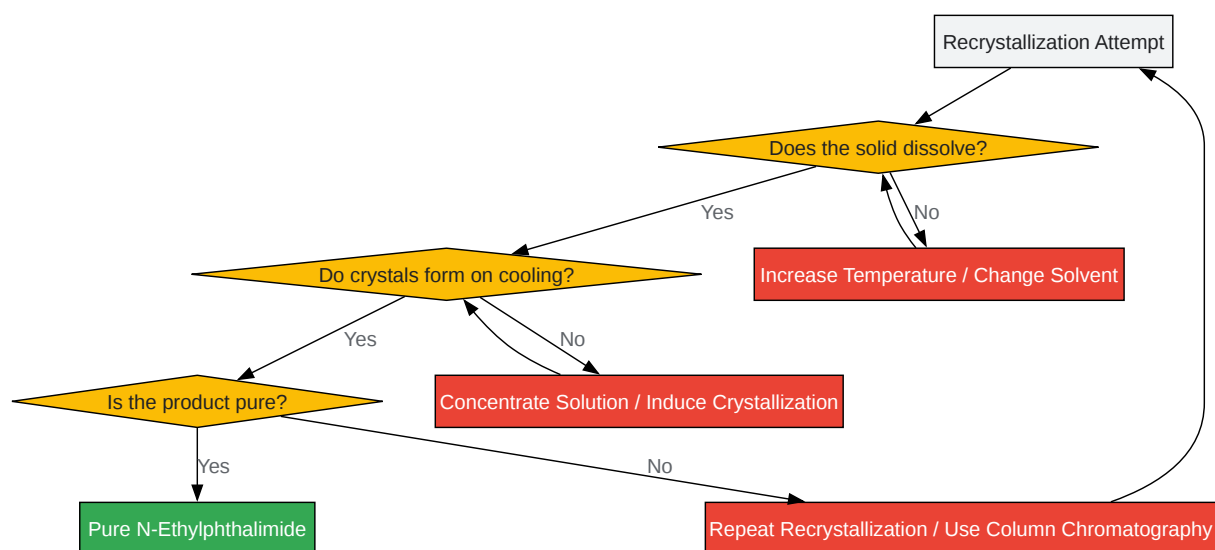 Recrystallization Attempt
Does the solid dissolve?
Yes
No
Do crystals form on cooling?
Increase Temperature / Change Solvent
Yes
No
Is the product pure?
Concentrate Solution / Induce Crystallization
Yes
No
Pure N-Ethylphthalimide
Repeat Recrystallization / Use Column Chromatography